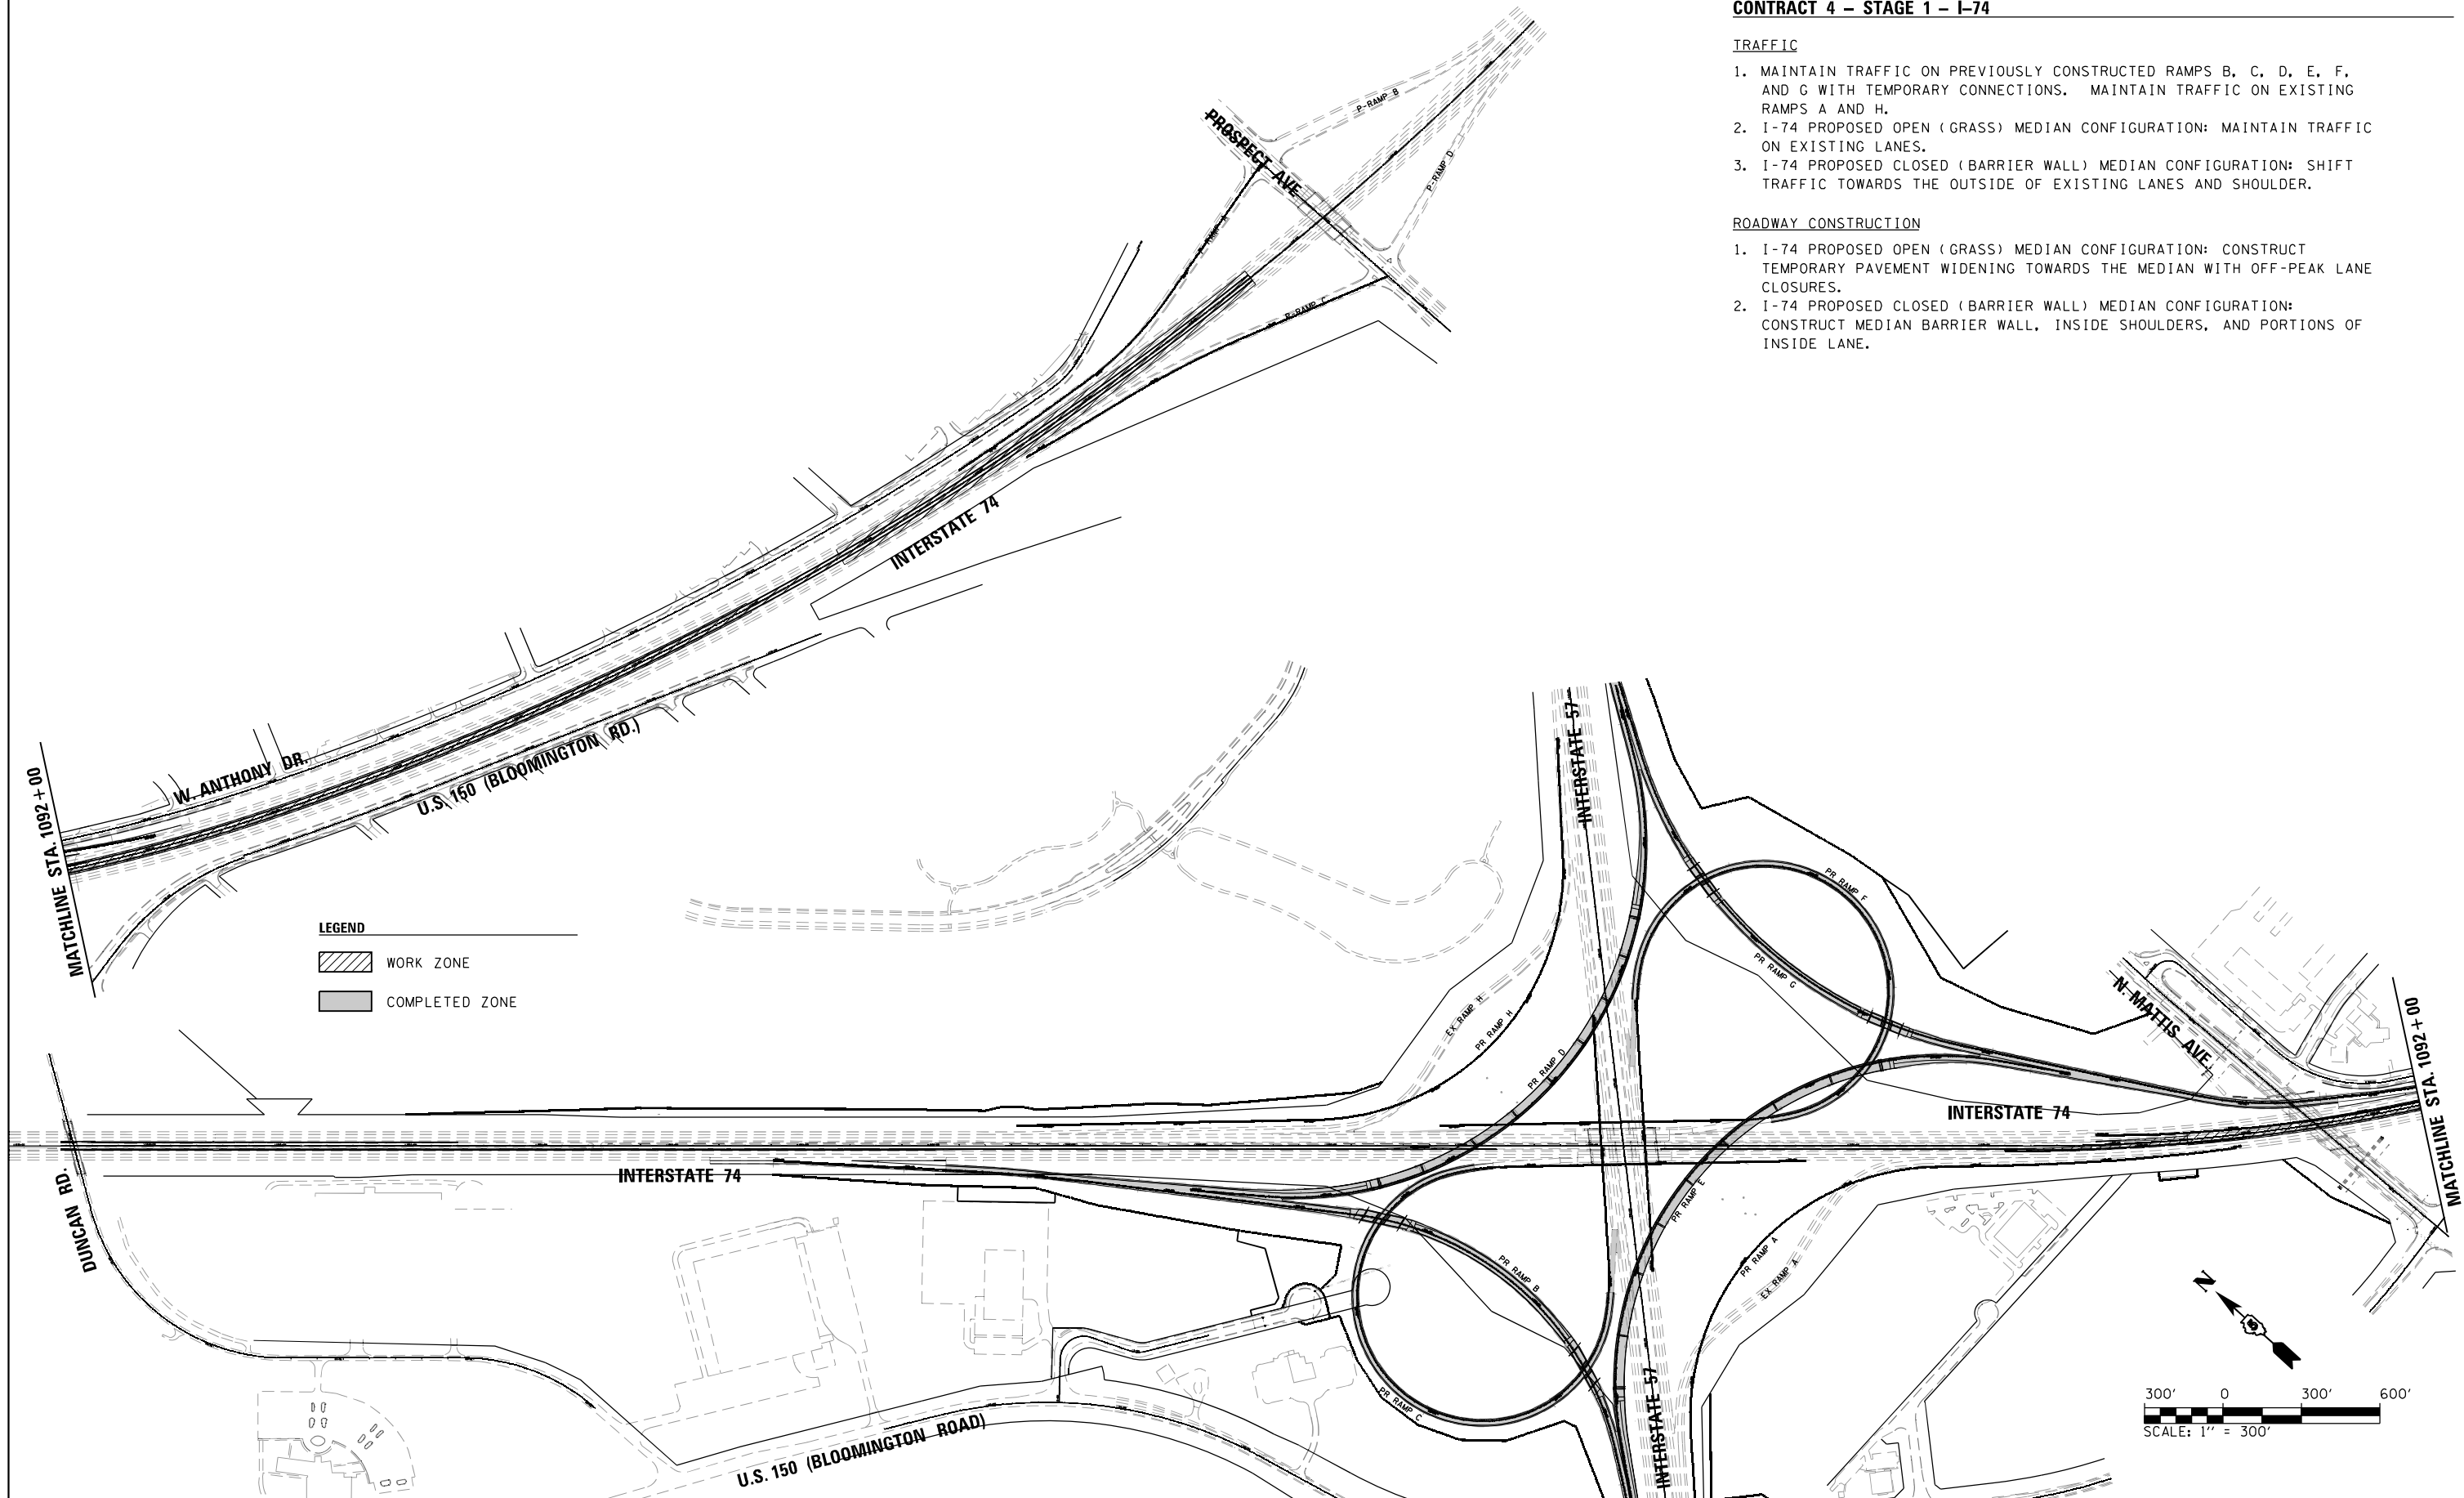 CONTRACT 4 – STAGE 1 – I–74
TRAFFIC
1. MAINTAIN TRAFFIC ON PREVIOUSLY CONSTRUCTED RAMPS B, C, D, E, F,
AND G WITH TEMPORARY CONNECTIONS. MAINTAIN TRAFFIC ON EXISTING
RAMPS A AND H.
2. I-74 PROPOSED OPEN (GRASS) MEDIAN CONFIGURATION: MAINTAIN TRAFFIC
ON EXISTING LANES.
3. I-74 PROPOSED CLOSED (BARRIER WALL) MEDIAN CONFIGURATION: SHIFT
TRAFFIC TOWARDS THE OUTSIDE OF EXISTING LANES AND SHOULDER.
ROADWAY CONSTRUCTION
1. I-74 PROPOSED OPEN (GRASS) MEDIAN CONFIGURATION: CONSTRUCT
TEMPORARY PAVEMENT WIDENING TOWARDS THE MEDIAN WITH OFF-PEAK LANE
CLOSURES.
2. I-74 PROPOSED CLOSED (BARRIER WALL) MEDIAN CONFIGURATION:
CONSTRUCT MEDIAN BARRIER WALL, INSIDE SHOULDERS, AND PORTIONS OF
INSIDE LANE.
P-RAMP B
PROSPECT AVE
P-RAMP D
P-RAMP C
INTERSTATE 74
W. ANTHONY DR.
U.S. 150 (BLOOMINGTON RD.)
MATCHLINE STA. 1092+00
LEGEND
WORK ZONE
COMPLETED ZONE
INTERSTATE 57
PR RAMP F
PR RAMP G
EX RAMP H
PR RAMP H
PR RAMP D
N. MATTIS AVE.
MATCHLINE STA. 1092+00
INTERSTATE 74
INTERSTATE 74
DUNCAN RD.
PR RAMP E
PR RAMP A
EX RAMP A
PR RAMP B
PR RAMP C
INTERSTATE 57
U.S. 150 (BLOOMINGTON ROAD)
N
300' 0 300' 600'
SCALE: 1'' = 300'